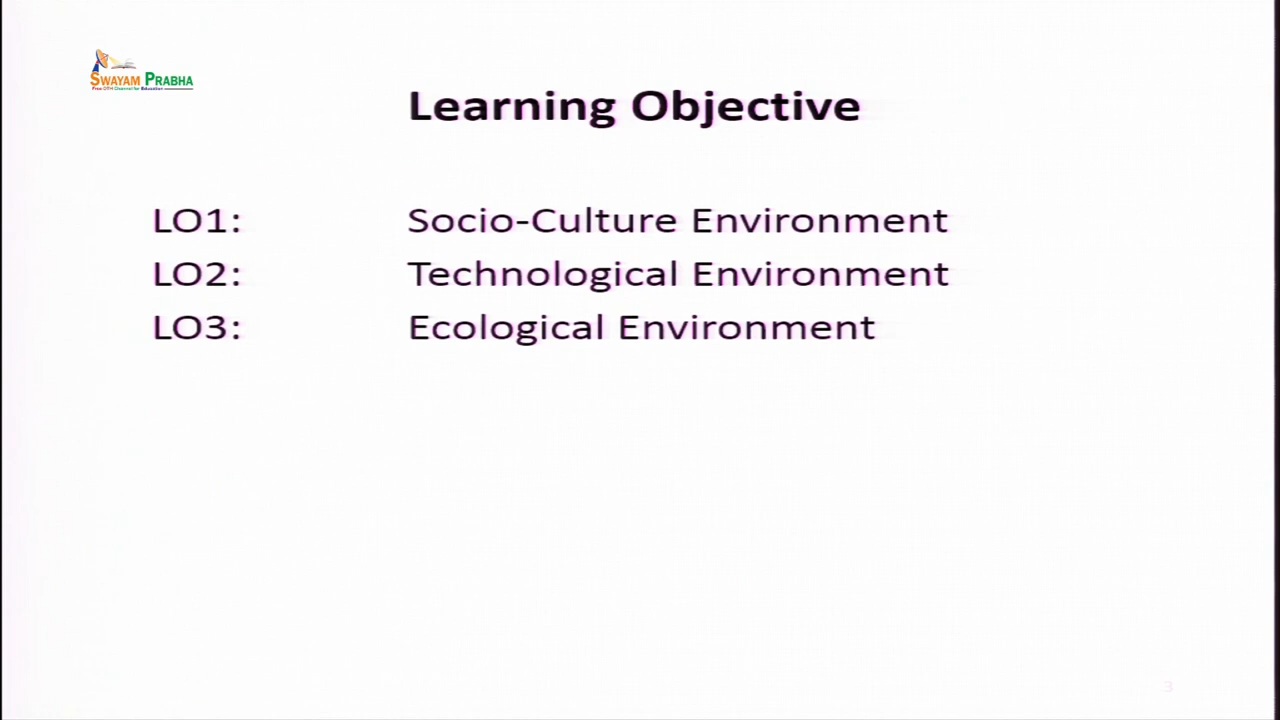 SWAYAM PRABHA
Free DTH Channel for Education
Learning Objective
LO1: Socio-Culture Environment
LO2: Technological Environment
LO3: Ecological Environment
3